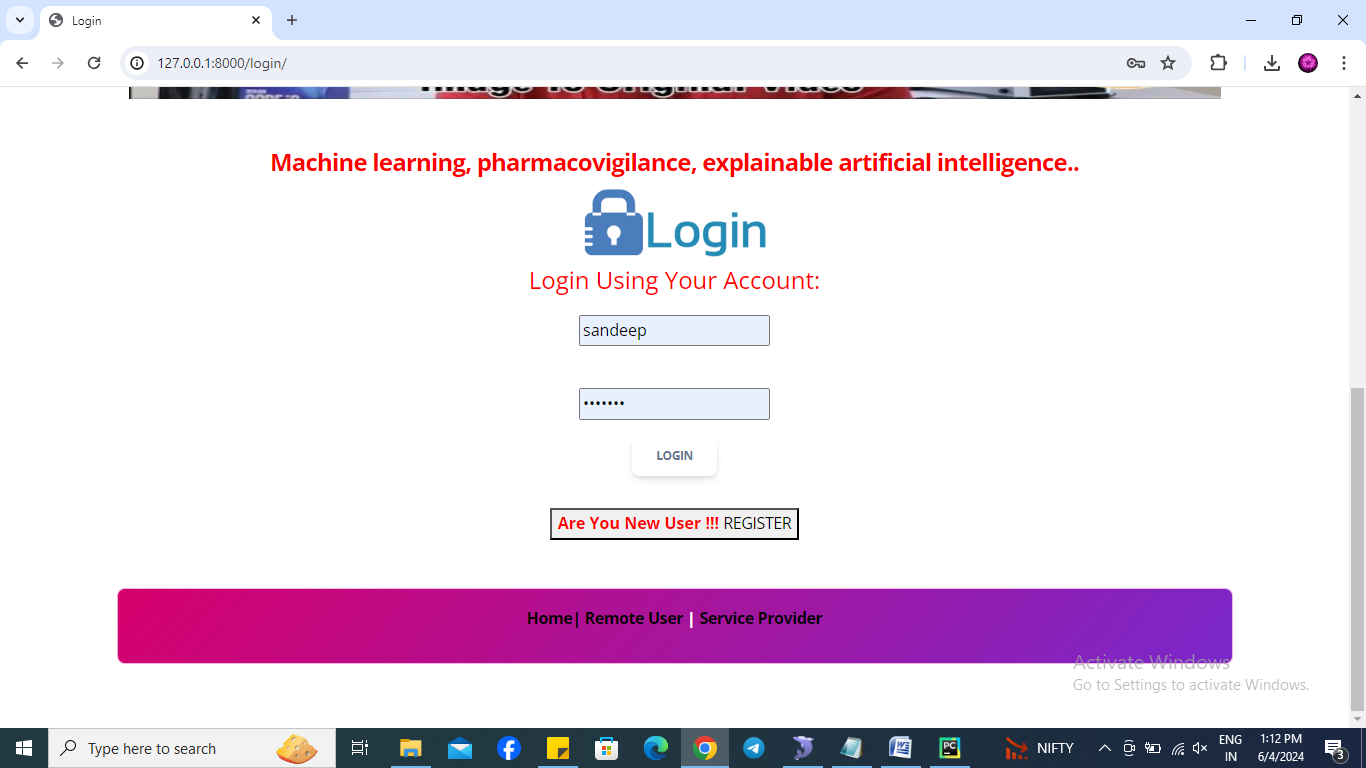 Login
127.0.0.1:8000/login/
Machine learning, pharmacovigilance, explainable artificial intelligence..
Login
Login Using Your Account:
sandeep
•••••••
LOGIN
Are You New User !!! REGISTER
Home| Remote User | Service Provider
Activate Windows
Go to Settings to activate Windows.
Type here to search
NIFTY
ENG
IN
1:12 PM
6/4/2024
3